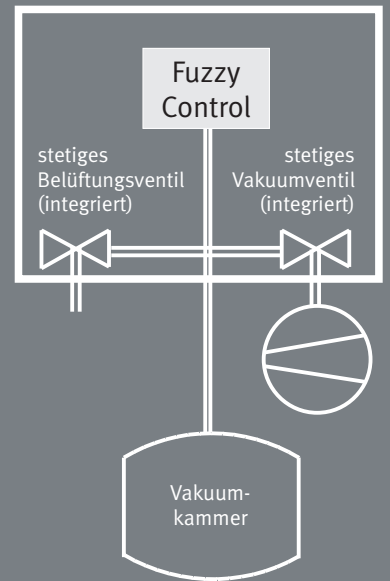 Fuzzy
Control
stetiges
Belüftungsventil
(integriert)
stetiges
Vakuumventil
(integriert)
Vakuum-
kammer